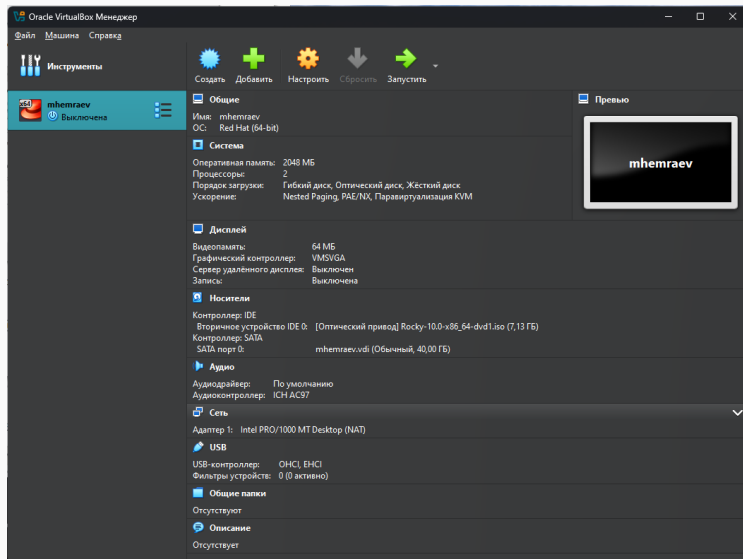 Oracle VirtualBox Менеджер
Файл Машина Справка
Инструменты
Создать Добавить Настроить Сбросить Запустить
x64 mhemraev
Выключена
Общие
Имя: mhemraev
ОС: Red Hat (64-bit)
Превью
mhemraev
Система
Оперативная память: 2048 МБ
Процессоры: 2
Порядок загрузки: Гибкий диск, Оптический диск, Жёсткий диск
Ускорение: Nested Paging, PAE/NX, Паравиртуализация KVM
Дисплей
Видеопамять: 64 МБ
Графический контроллер: VMSVGA
Сервер удалённого дисплея: Выключен
Запись: Выключена
Носители
Контроллер: IDE
Вторичное устройство IDE 0: [Оптический привод] Rocky-10.0-x86_64-dvd1.iso (7,13 ГБ)
Контроллер: SATA
SATA порт 0: mhemraev.vdi (Обычный, 40,00 ГБ)
Аудио
Аудиодрайвер: По умолчанию
Аудиоконтроллер: ICH AC97
Сеть
Адаптер 1: Intel PRO/1000 MT Desktop (NAT)
USB
USB-контроллер: OHCI, EHCI
Фильтры устройств: 0 (0 активно)
Общие папки
Отсутствуют
Описание
Отсутствует